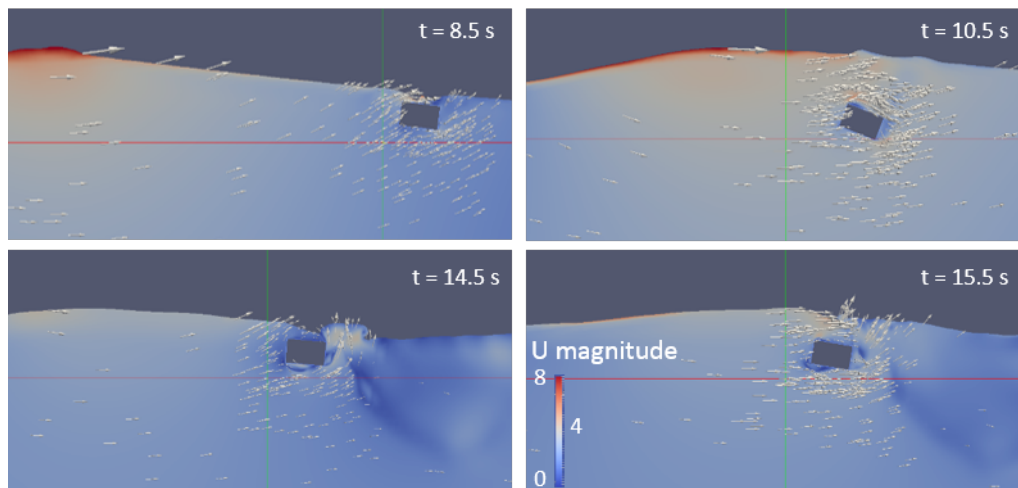 t = 8.5 s
t = 10.5 s
t = 14.5 s
t = 15.5 s
U magnitude
8
4
0